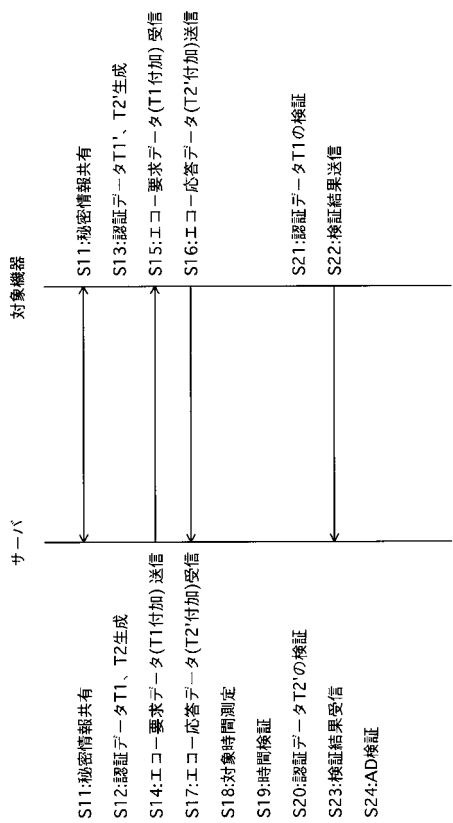 サーバ
対象機器
S11:秘密情報共有
S12:認証データT1、T2生成
S14:エコー要求データ(T1付加) 送信
S17:エコー応答データ(T2'付加)受信
S18:対象時間測定
S19:時間検証
S20:認証データT2'の検証
S23:検証結果受信
S24:AD検証
S11:秘密情報共有
S13:認証データT1'、T2'生成
S15:エコー要求データ(T1付加) 受信
S16:エコー応答データ(T2'付加)送信
S21:認証データT1の検証
S22:検証結果送信